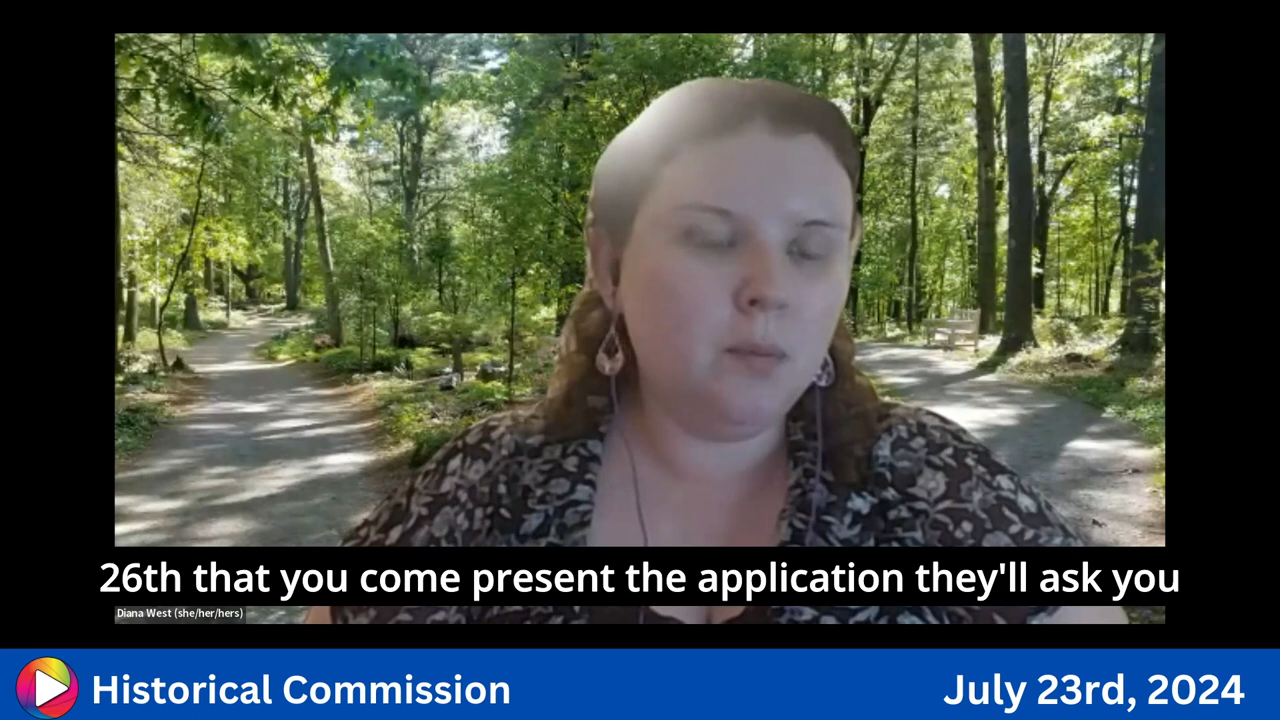 26th that you come present the application they'll ask you
Diana West (she/her/hers)
Historical Commission
July 23rd, 2024